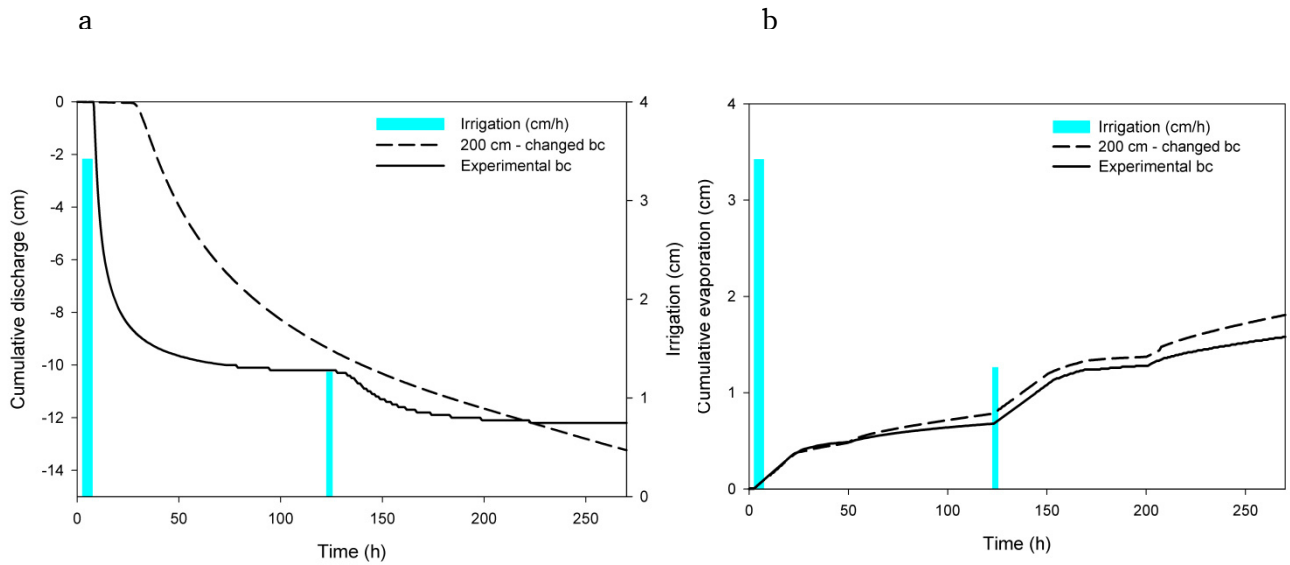 a
b
0
-2
-4
-6
-8
-10
-12
-14
Cumulative discharge (cm)
0
50
100
150
200
250
Time (h)
4
3
2
1
0
Irrigation (cm)
Irrigation (cm/h)
200 cm - changed bc
Experimental bc
4
3
2
1
0
Cumulative evaporation (cm)
0
50
100
150
200
250
Time (h)
Irrigation (cm/h)
200 cm - changed bc
Experimental bc